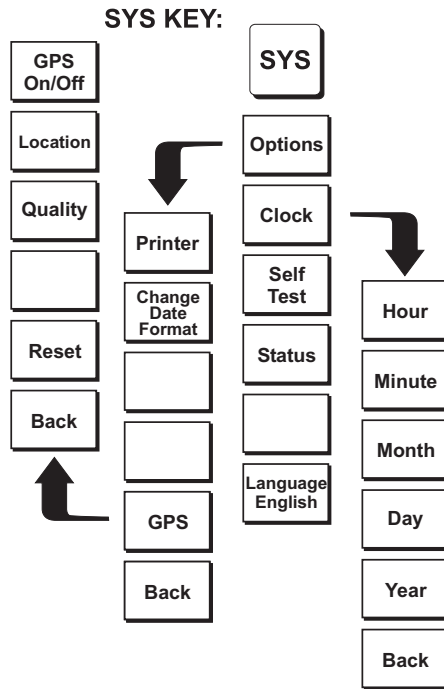 SYS KEY:
SYS
Options
Clock
Self
Test
Status
Language
English
Printer
Change
Date
Format
GPS
Back
GPS
On/Off
Location
Quality
Reset
Back
Hour
Minute
Month
Day
Year
Back